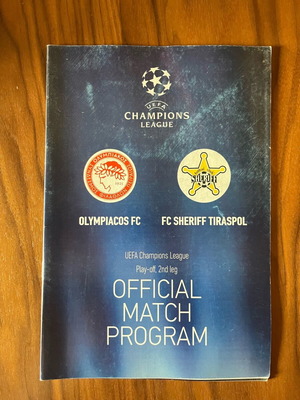 UEFA
CHAMPIONS
LEAGUE
OLYMPIACOS FC
FC SHERIFF TIRASPOL
UEFA Champions League
Play-off, 2nd leg
OFFICIAL
MATCH
PROGRAM